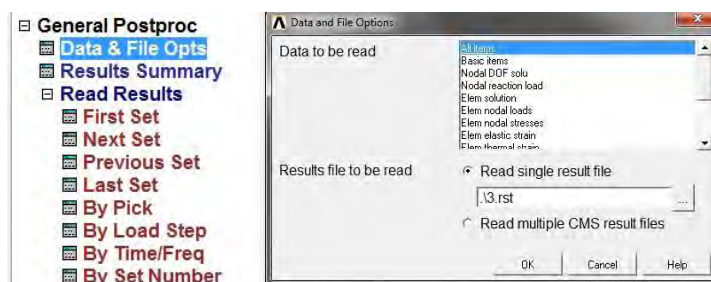 General Postproc
Data & File Opts
Results Summary
Read Results
First Set
Next Set
Previous Set
Last Set
By Pick
By Load Step
By Time/Freq
By Set Number
Data and File Options
Data to be read
All items
Basic items
Nodal DOF solu
Nodal reaction load
Elem solution
Elem nodal loads
Elem nodal stresses
Elem elastic strain
Elem thermal strain
Results file to be read
Read single result file
.\3.rst
...
Read multiple CMS result files
OK
Cancel
Help